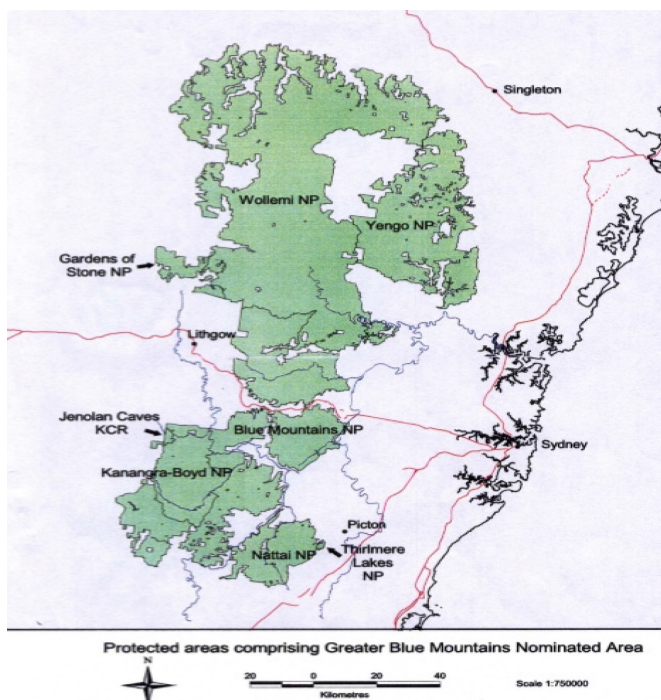 Singleton
Wollemi NP
Yengo NP
Gardens of
Stone NP
Lithgow
Jenolan Caves
KCR
Blue Mountains NP
Sydney
Kanangra-Boyd NP
Picton
Nattai NP
Thirlmere
Lakes
NP
Protected areas comprising Greater Blue Mountains Nominated Area
N
20 0 20 40
Kilometres
Scale 1:750000